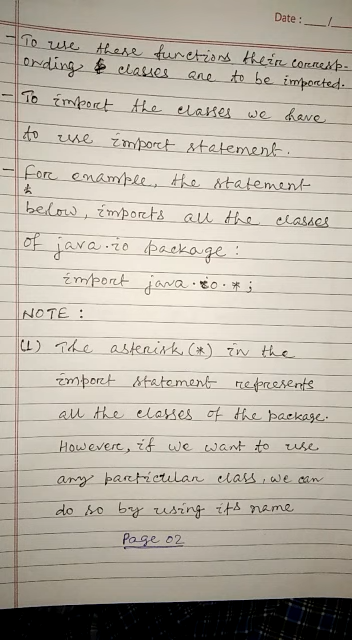 Date : ___/___
- To use these functions their corresp-
onding classes are to be imported.
- To import the classes we have
to use import statement.
- For example, the statement
below, imports all the classes
of java.io package :
import java.io.*;
NOTE :
(1) The asterisk (*) in the
import statement represents
all the classes of the package.
However, if we want to use
any particular class, we can
do so by using its name
Page 02